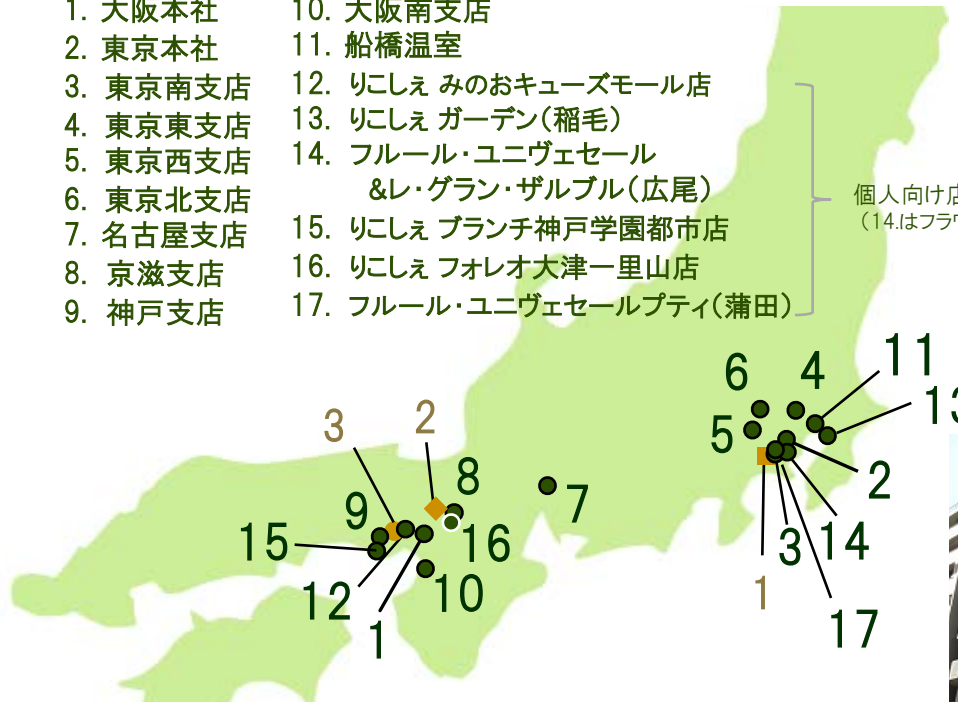 1. 大阪本社
2. 東京本社
3. 東京南支店
4. 東京東支店
5. 東京西支店
6. 東京北支店
7. 名古屋支店
8. 京滋支店
9. 神戸支店
10. 大阪南支店
11. 船橋温室
12. りこしぇ みのおキューズモール店
13. りこしぇ ガーデン(稲毛)
14. フルール・ユニヴェセール
&レ・グラン・ザルブル(広尾)
15. りこしぇ ブランチ神戸学園都市店
16. りこしぇ フォレオ大津一里山店
17. フルール・ユニヴェセールプティ(蒲田)
個人向け店
(14.はフラワ
6
4
11
13
5
2
3
14
1
17
3
2
8
7
9
16
15
10
12
1